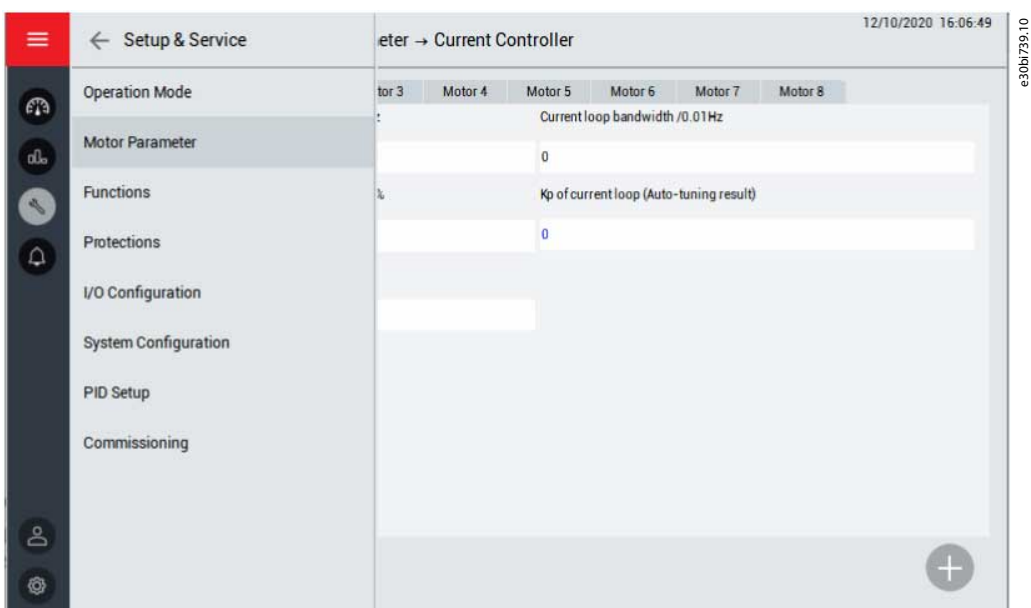 12/10/2020 16:06:49
Setup & Service
eter → Current Controller
Operation Mode
Motor Parameter
Functions
Protections
I/O Configuration
System Configuration
PID Setup
Commissioning
tor 3 Motor 4 Motor 5 Motor 6 Motor 7 Motor 8
z Current loop bandwidth /0.01Hz
0
% Kp of current loop (Auto-tuning result)
0
e30bi739.10